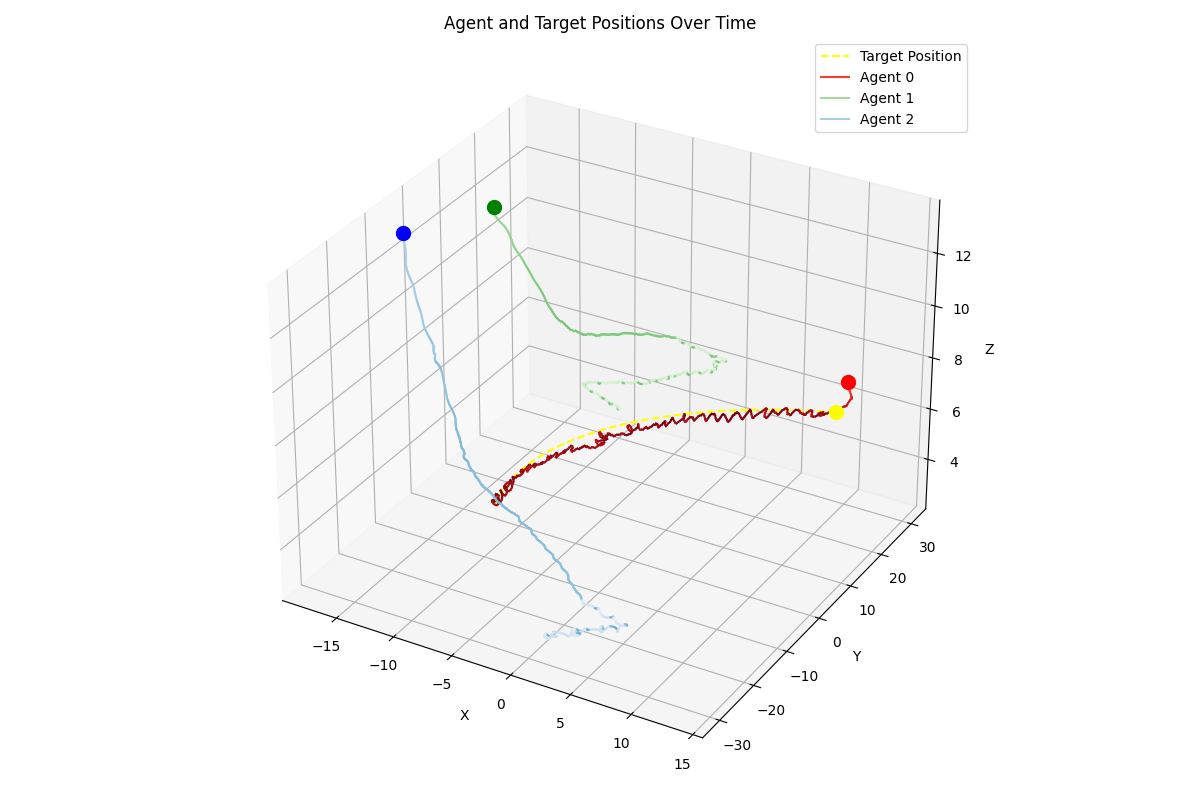 Agent and Target Positions Over Time
Target Position
Agent 0
Agent 1
Agent 2
12
10
8
6
4
Z
30
20
10
0
−10
−20
−30
Y
−15
−10
−5
0
5
10
15
X